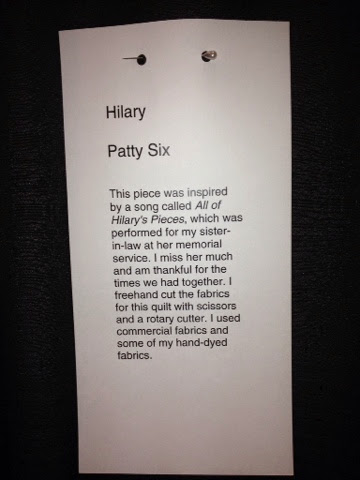 Hilary
Patty Six
This piece was inspired
by a song called All of
Hilary's Pieces, which was
performed for my sister-
in-law at her memorial
service. I miss her much
and am thankful for the
times we had together. I
freehand cut the fabrics
for this quilt with scissors
and a rotary cutter. I used
commercial fabrics and
some of my hand-dyed
fabrics.